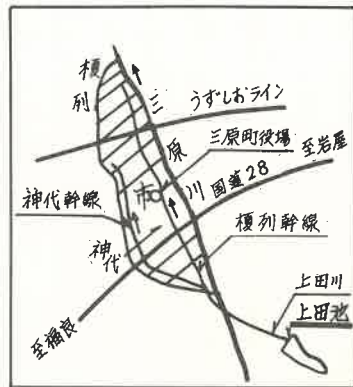 榎列
うずしおライン
三原川
三原町役場
至岩屋
国道28
市
神代幹線
榎列幹線
神代
上田川
上田池
至福良